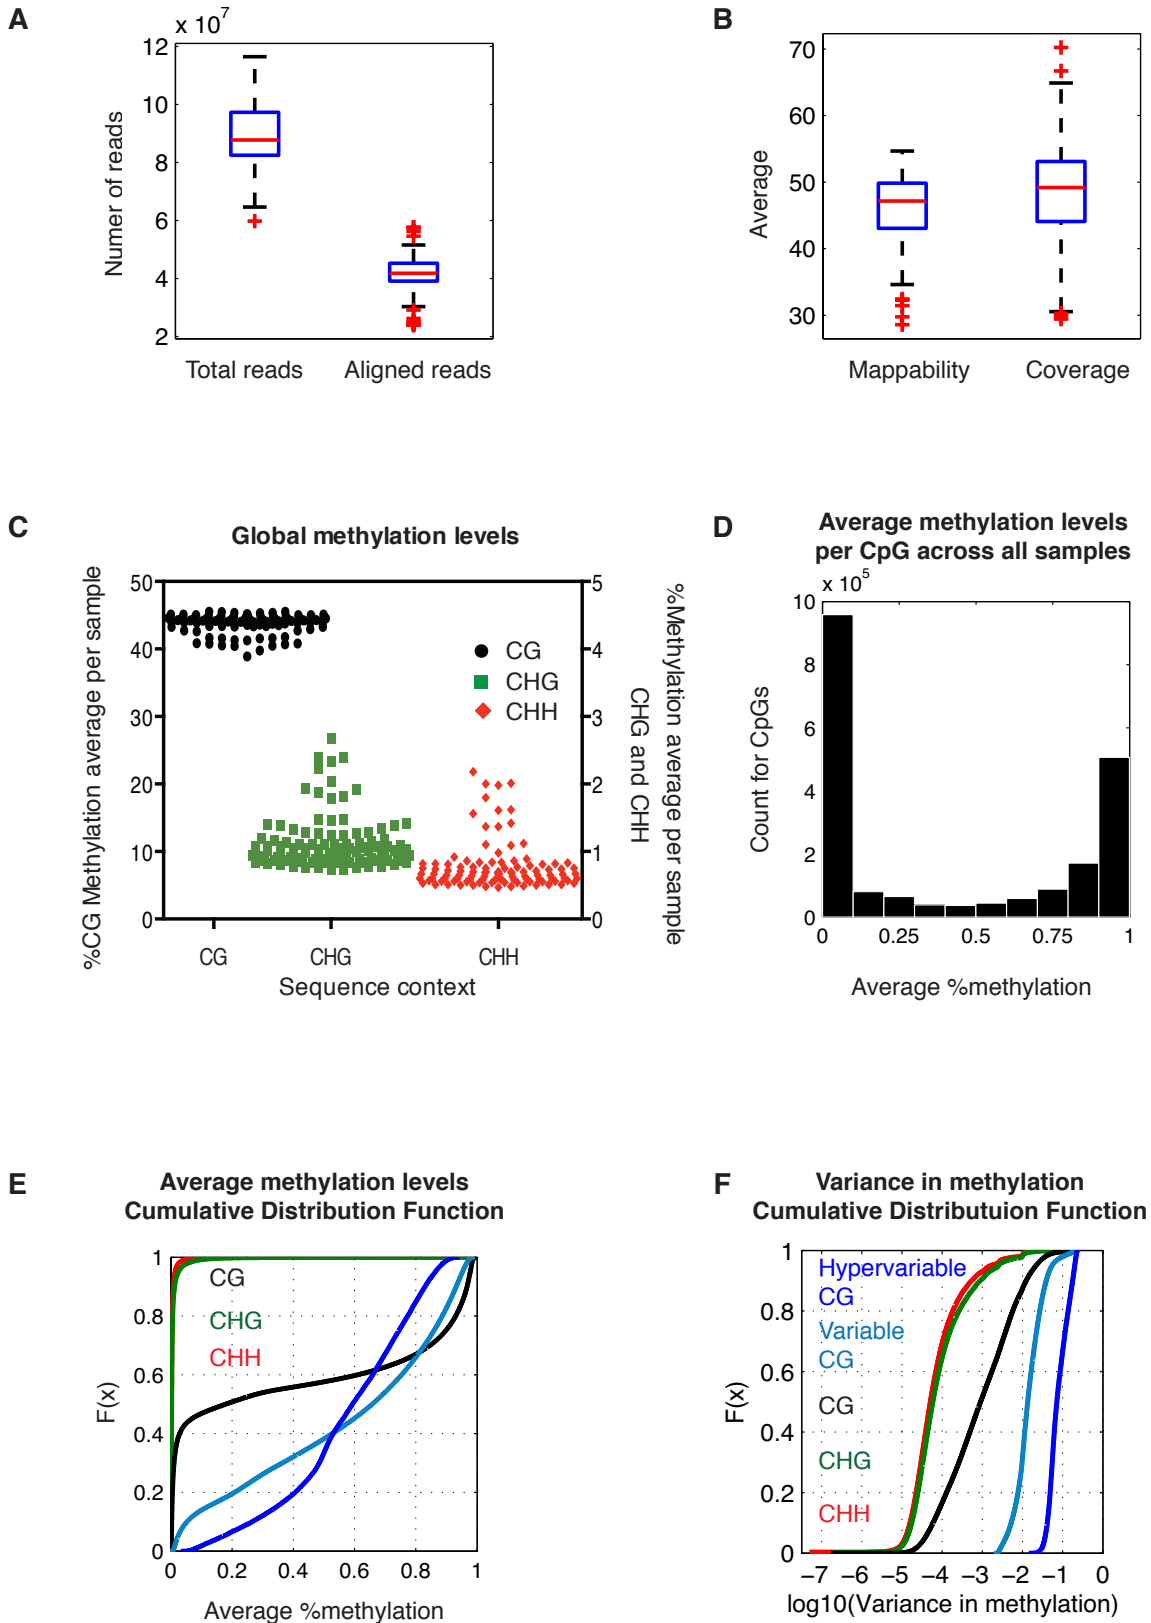 A
x 10^7
12
10
8
6
4
2
Numer of reads
Total reads
Aligned reads
B
70
60
50
40
30
Average
Mappability
Coverage
C
Global methylation levels
50
40
30
20
10
0
%CG Methylation average per sample
5
4
3
2
1
0
%Methylation average per sample
CHG and CHH
CG
CHG
CHH
CG
CHG
CHH
Sequence context
D
Average methylation levels
per CpG across all samples
x 10^5
10
8
6
4
2
0
Count for CpGs
0 0.25 0.5 0.75 1
Average %methylation
E
Average methylation levels
Cumulative Distribution Function
1
0.8
0.6
0.4
0.2
0
F(x)
CG
CHG
CHH
0 0.2 0.4 0.6 0.8 1
Average %methylation
F
Variance in methylation
Cumulative Distributuion Function
1
0.8
0.6
0.4
0.2
0
F(x)
Hypervariable
CG
Variable
CG
CG
CHG
CHH
−7 −6 −5 −4 −3 −2 −1 0
log10(Variance in methylation)